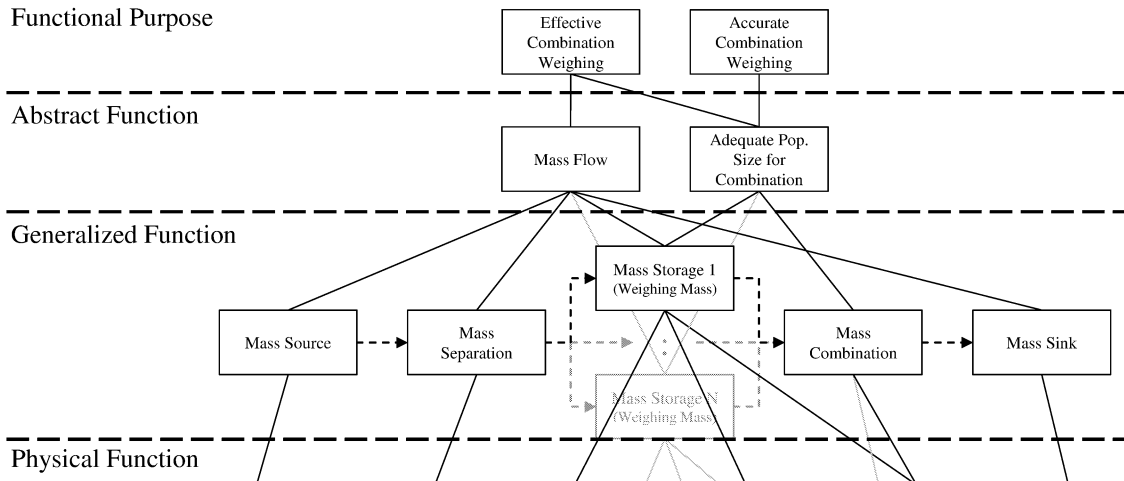 Functional Purpose
Effective
Combination
Weighing
Accurate
Combination
Weighing
Abstract Function
Mass Flow
Adequate Pop.
Size for
Combination
Generalized Function
Mass Storage 1
(Weighing Mass)
Mass Source
Mass
Separation
Mass
Combination
Mass Sink
Mass Storage N
(Weighing Mass)
Physical Function